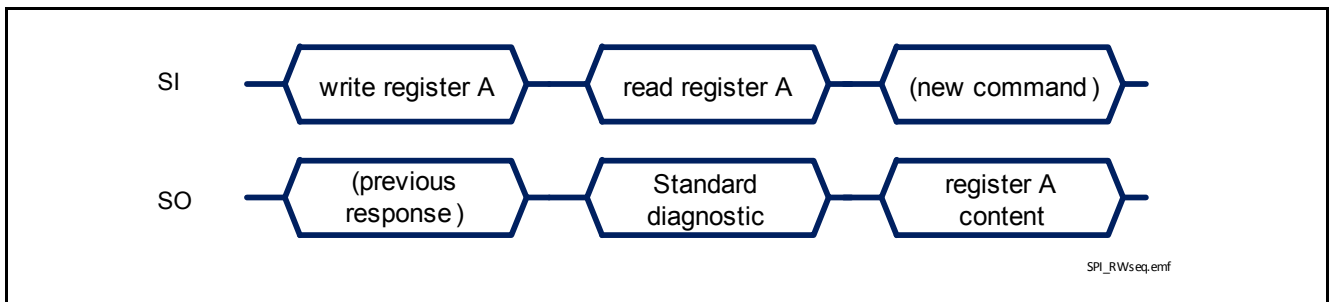 SI
write register A
read register A
(new command)
SO
(previous
response)
Standard
diagnostic
register A
content
SPI_RWseq.emf